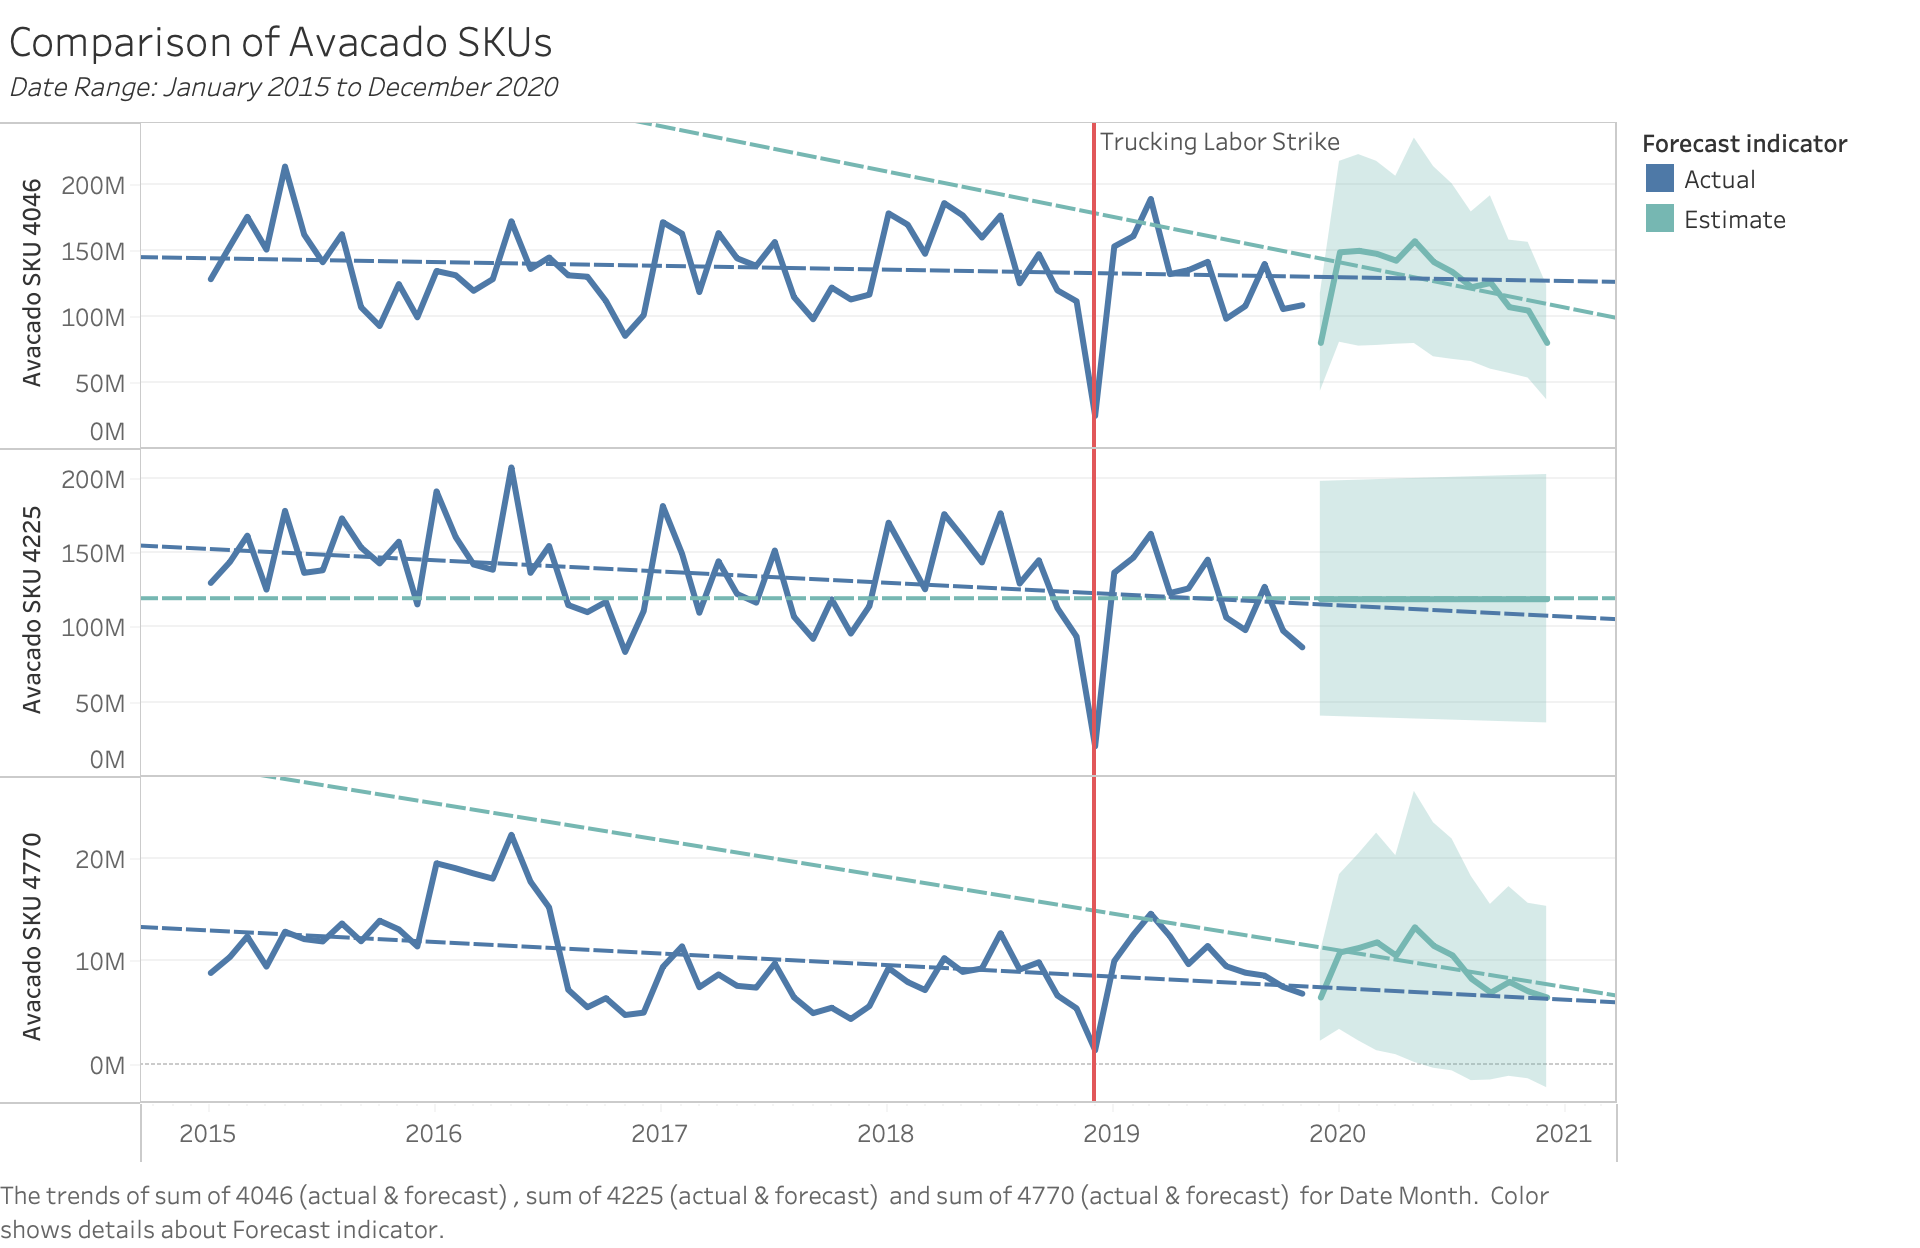 Comparison of Avacado SKUs
Date Range: January 2015 to December 2020
Trucking Labor Strike
Forecast indicator
Actual
Estimate
Avacado SKU 4046
200M
150M
100M
50M
0M
Avacado SKU 4225
200M
150M
100M
50M
0M
Avacado SKU 4770
20M
10M
0M
2015 2016 2017 2018 2019 2020 2021
The trends of sum of 4046 (actual & forecast) , sum of 4225 (actual & forecast)  and sum of 4770 (actual & forecast)  for Date Month.  Color
shows details about Forecast indicator.